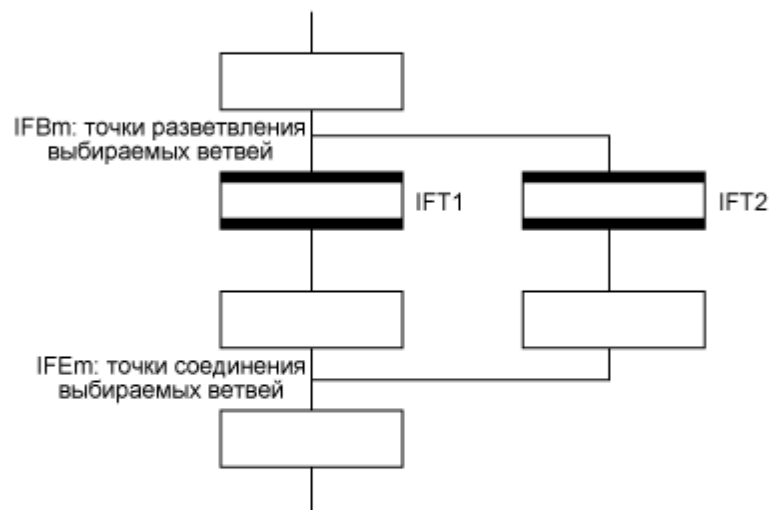 IFBm: точки разветвления
выбираемых ветвей
IFT1
IFT2
IFEm: точки соединения
выбираемых ветвей